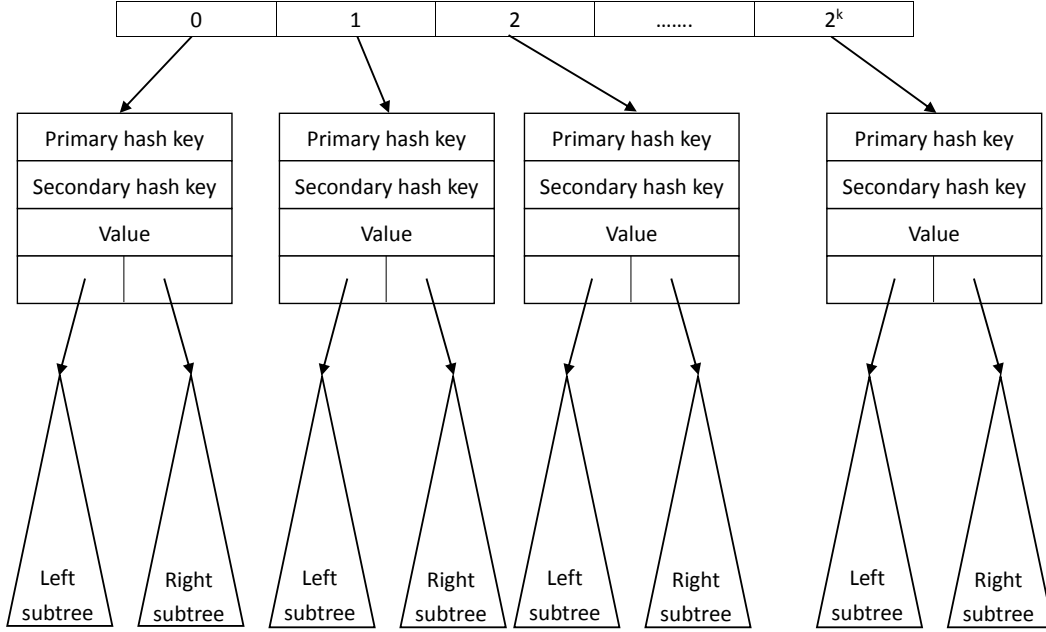 0 1 2 ....... 2ᵏ
Primary hash key Primary hash key Primary hash key Primary hash key
Secondary hash key Secondary hash key Secondary hash key Secondary hash key
Value Value Value Value
Left Right Left Right Left Right Left Right
subtree subtree subtree subtree subtree subtree subtree subtree